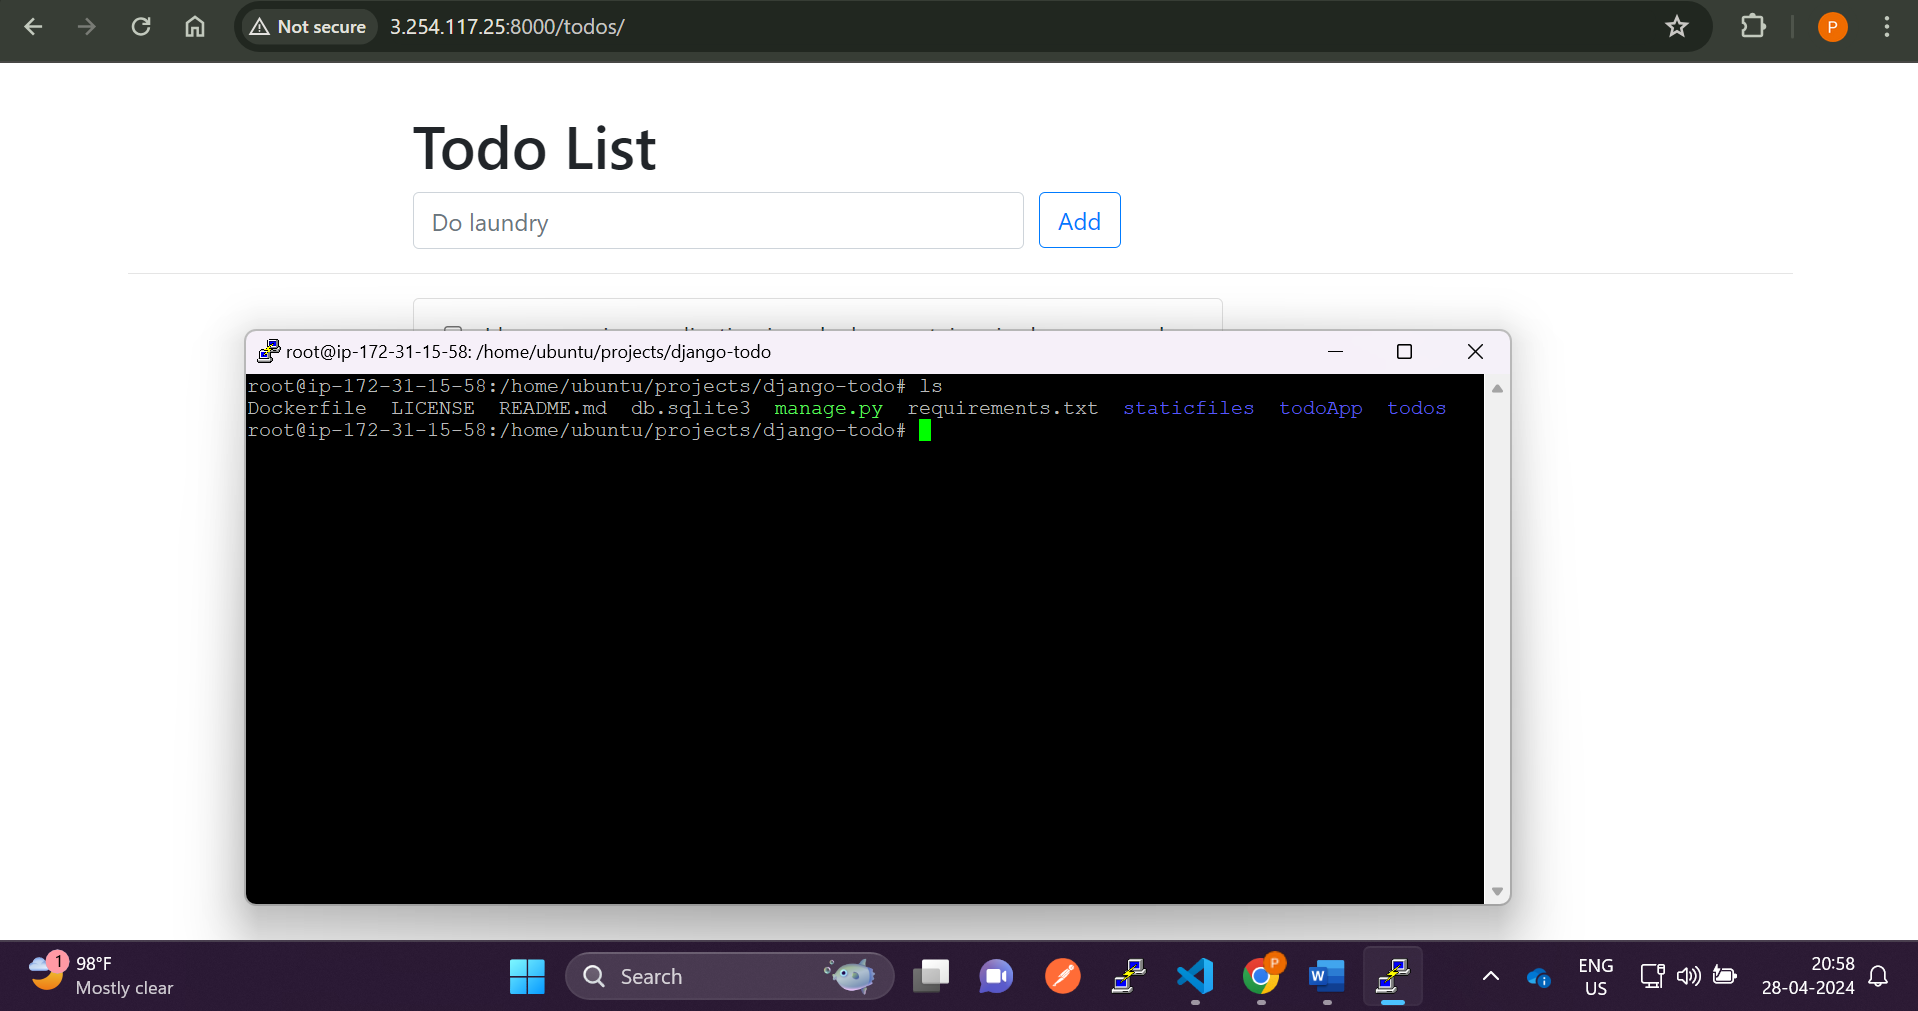 Not secure 3.254.117.25:8000/todos/ P
Todo List
Do laundry Add
root@ip-172-31-15-58: /home/ubuntu/projects/django-todo
root@ip-172-31-15-58:/home/ubuntu/projects/django-todo# ls
Dockerfile LICENSE README.md db.sqlite3 manage.py requirements.txt staticfiles todoApp todos
root@ip-172-31-15-58:/home/ubuntu/projects/django-todo#
1 98°F
Mostly clear
Search
P
W
ENG
US
20:58
28-04-2024